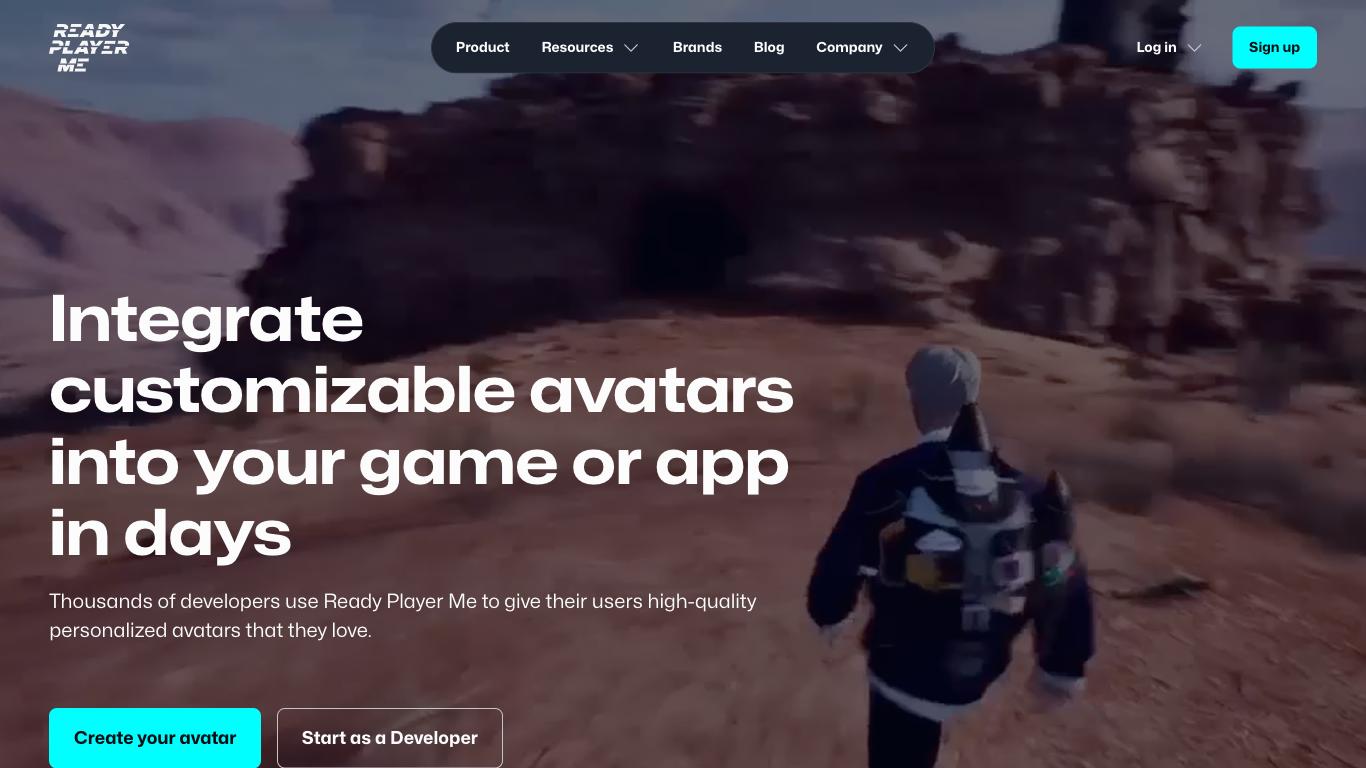 READY
PLAYER
ME
Product
Resources
Brands
Blog
Company
Log in
Sign up
Integrate
customizable avatars
into your game or app
in days
Thousands of developers use Ready Player Me to give their users high-quality
personalized avatars that they love.
Create your avatar
Start as a Developer